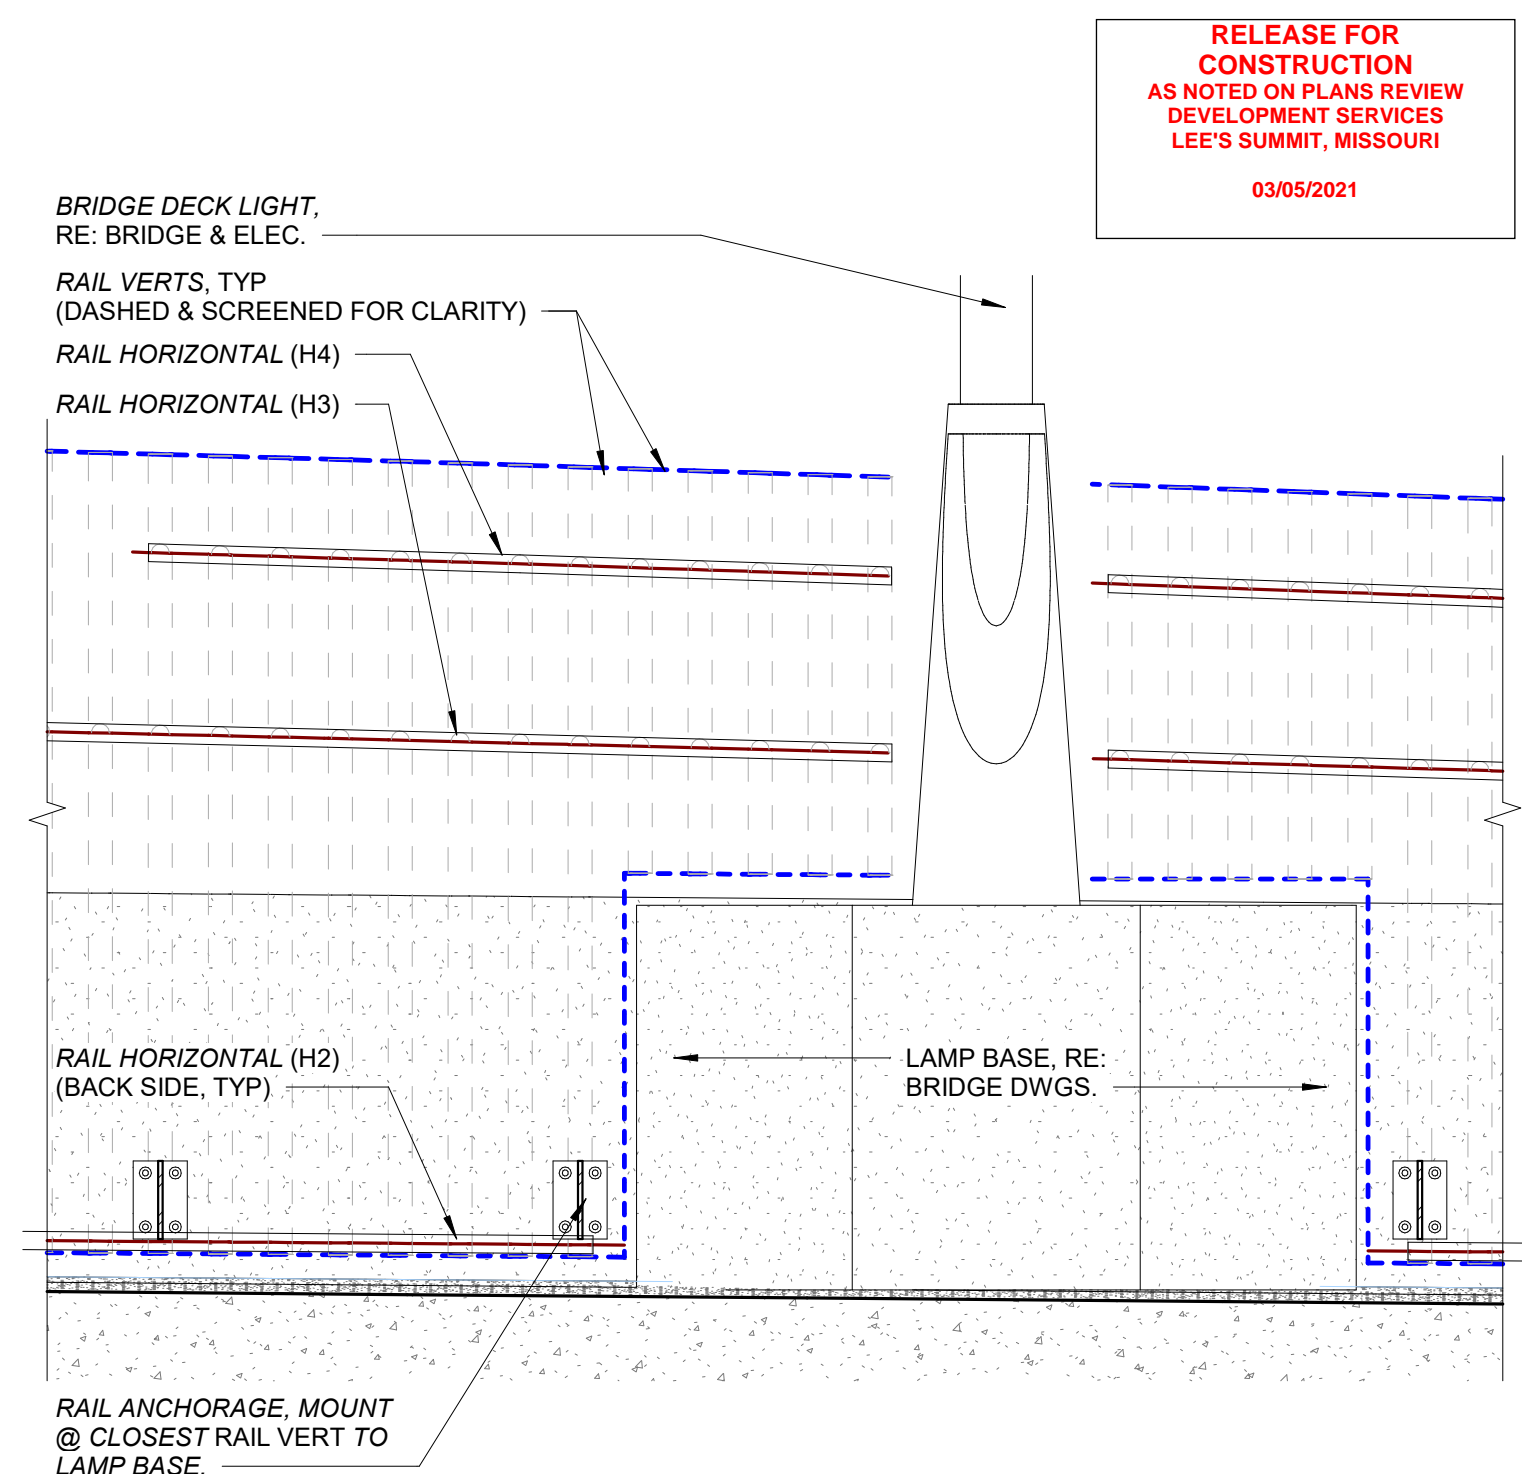 RELEASE FOR
CONSTRUCTION
AS NOTED ON PLANS REVIEW
DEVELOPMENT SERVICES
LEE'S SUMMIT, MISSOURI
03/05/2021
BRIDGE DECK LIGHT,
RE: BRIDGE & ELEC.
RAIL VERTS, TYP
(DASHED & SCREENED FOR CLARITY)
RAIL HORIZONTAL (H4)
RAIL HORIZONTAL (H3)
RAIL HORIZONTAL (H2)
(BACK SIDE, TYP)
LAMP BASE, RE:
BRIDGE DWGS.
RAIL ANCHORAGE, MOUNT
@ CLOSEST RAIL VERT TO
LAMP BASE.